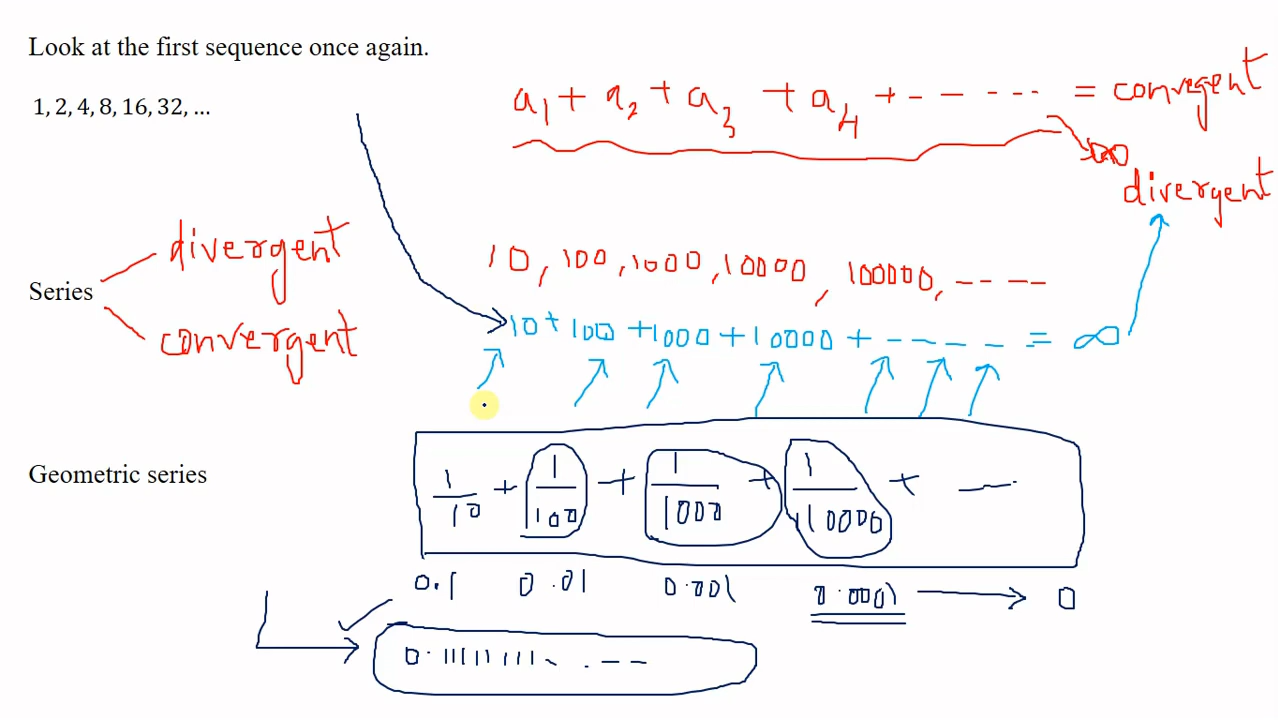 Look at the first sequence once again.
1, 2, 4, 8, 16, 32, ...
a1 + a2 + a3 + a4 + - - - - - = convegent
∞
divergent
divergent
Series
convergent
10, 100, 1000, 10000, 100000, - - - -
10 + 100 + 1000 + 10000 + - - - - = ∞
Geometric series
1/10 + 1/100 + 1/1000 + 1/10000 + —
0.1 0.01 0.001 0.0001 → 0
0.11111111 . - -